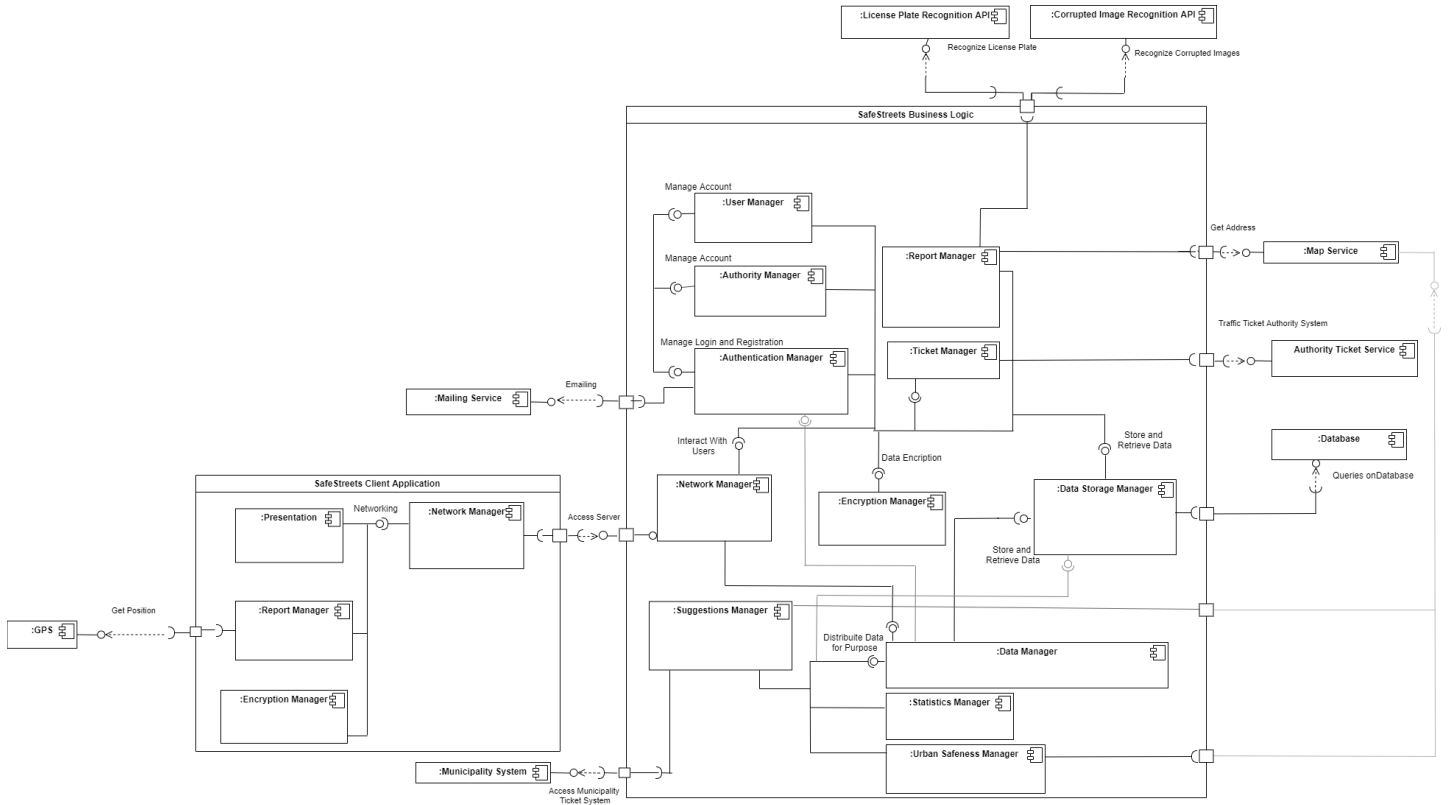 :License Plate Recognition API
:Corrupted Image Recognition API
Recognize License Plate
Recognize Corrupted Images
SafeStreets Business Logic
Manage Account
:User Manager
Get Address
:Report Manager
:Map Service
Manage Account
:Authority Manager
Traffic Ticket Authority System
Manage Login and Registration
:Authentication Manager
:Ticket Manager
Authority Ticket Service
Emailing
:Mailing Service
Interact With
Users
Store and
Retrieve Data
:Database
Data Encription
Queries onDatabase
SafeStreets Client Application
:Network Manager
:Encryption Manager
:Data Storage Manager
:Presentation
Networking
:Network Manager
Access Server
Store and
Retrieve Data
Get Position
:GPS
:Report Manager
:Suggestions Manager
Distribuite Data
for Purpose
:Data Manager
:Encryption Manager
:Statistics Manager
:Urban Safeness Manager
:Municipality System
Access Municipality
Ticket System